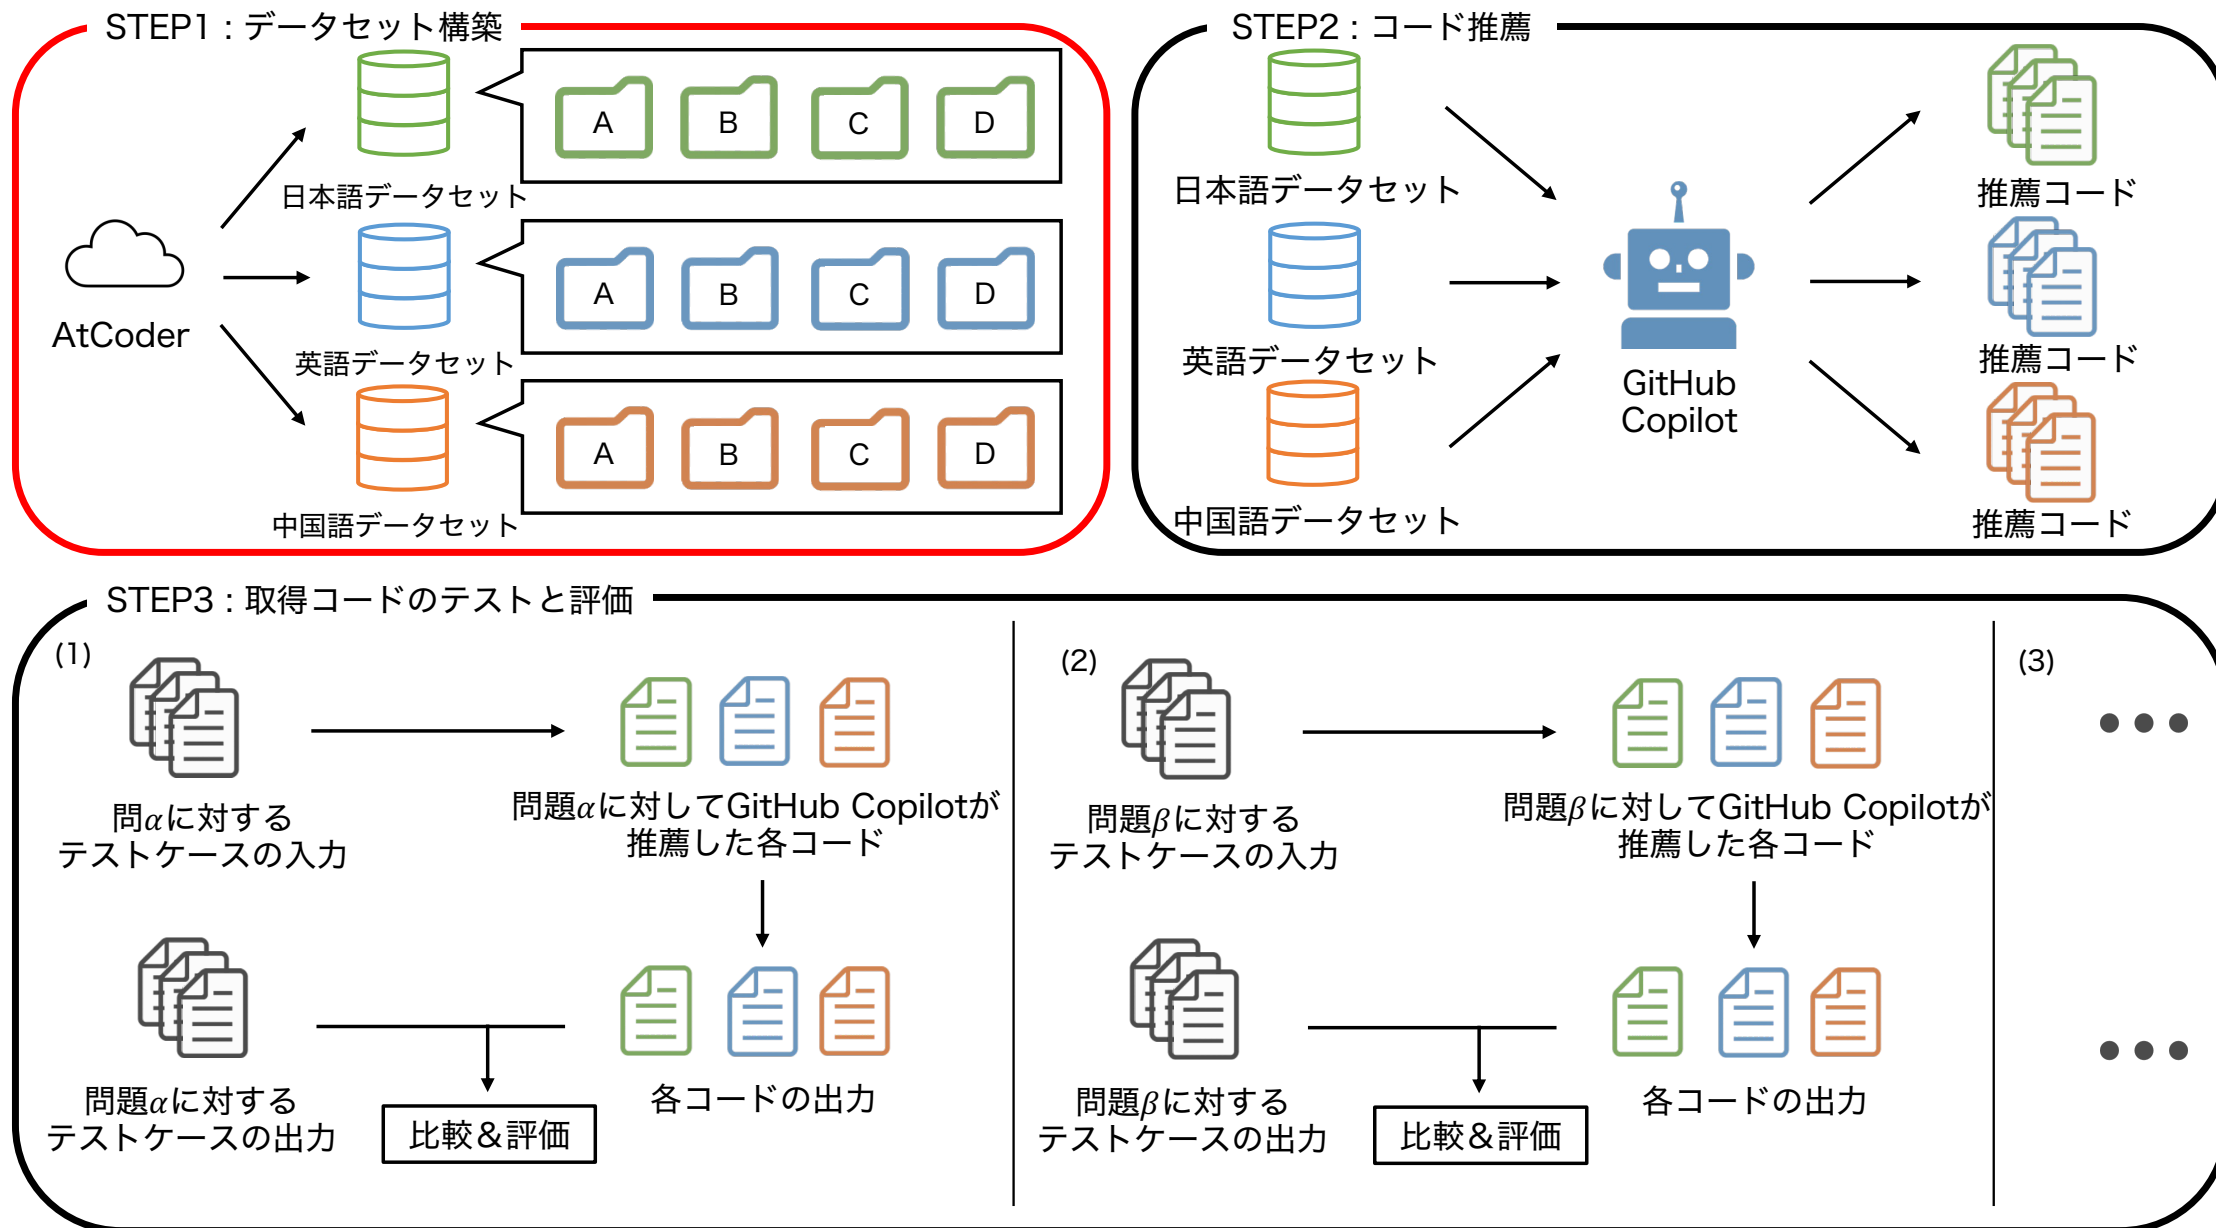 STEP1：データセット構築
A
B
C
D
日本語データセット
A
B
C
D
AtCoder
英語データセット
A
B
C
D
中国語データセット
STEP2：コード推薦
日本語データセット
推薦コード
英語データセット
推薦コード
GitHub
Copilot
中国語データセット
推薦コード
STEP3：取得コードのテストと評価
(1)
問αに対する
テストケースの入力
問題αに対してGitHub Copilotが
推薦した各コード
問題αに対する
テストケースの出力
比較＆評価
各コードの出力
(2)
問題βに対する
テストケースの入力
問題βに対してGitHub Copilotが
推薦した各コード
問題βに対する
テストケースの出力
比較＆評価
各コードの出力
(3)